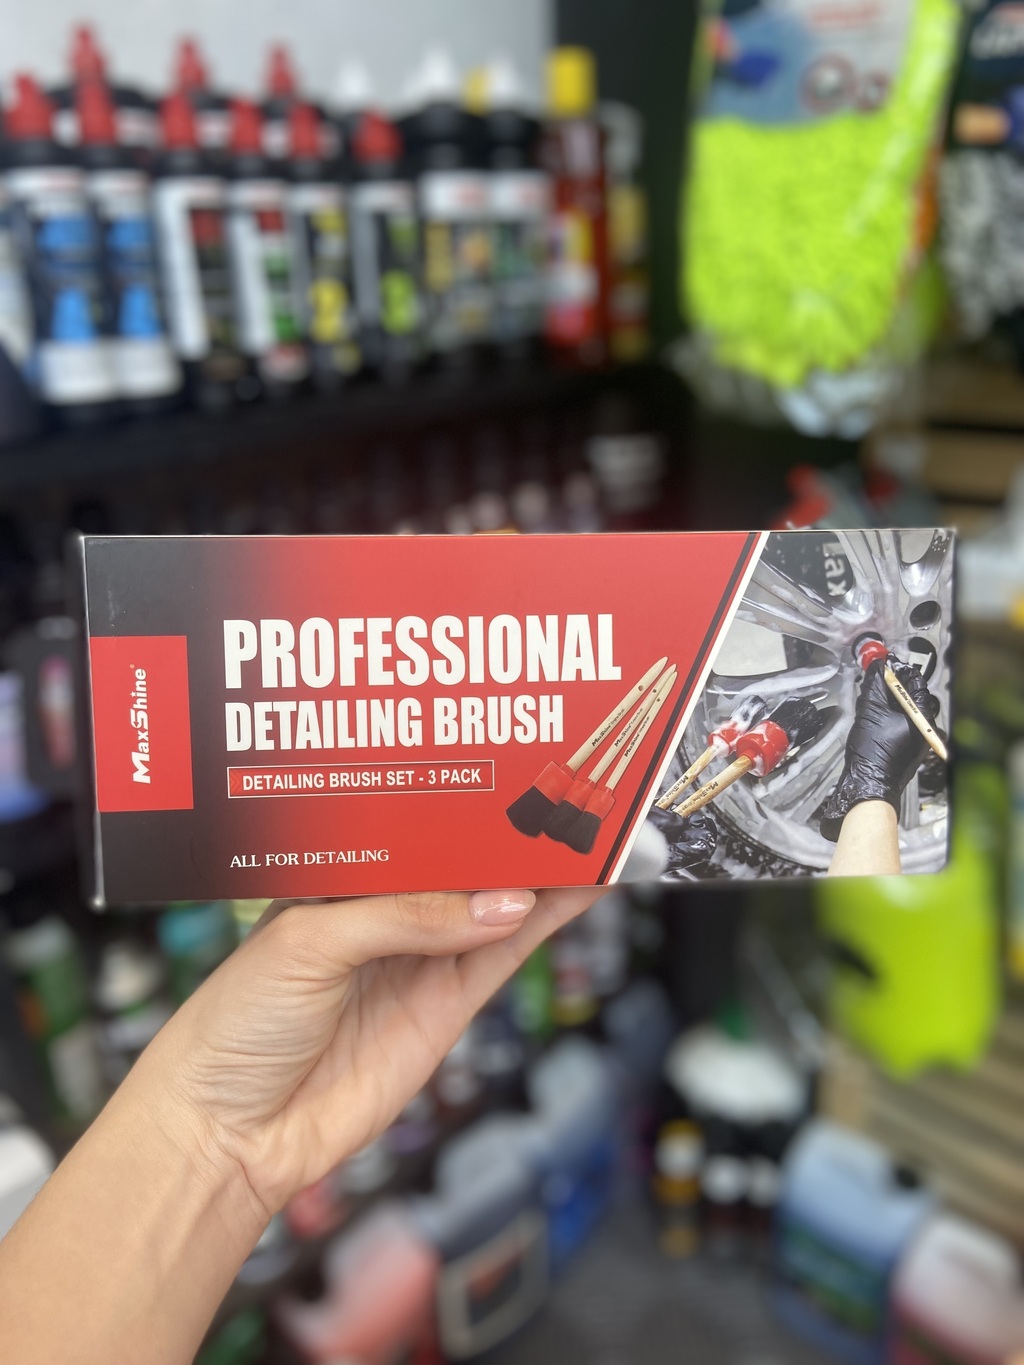 MaxShine®
PROFESSIONAL
DETAILING BRUSH
DETAILING BRUSH SET - 3 PACK
ALL FOR DETAILING